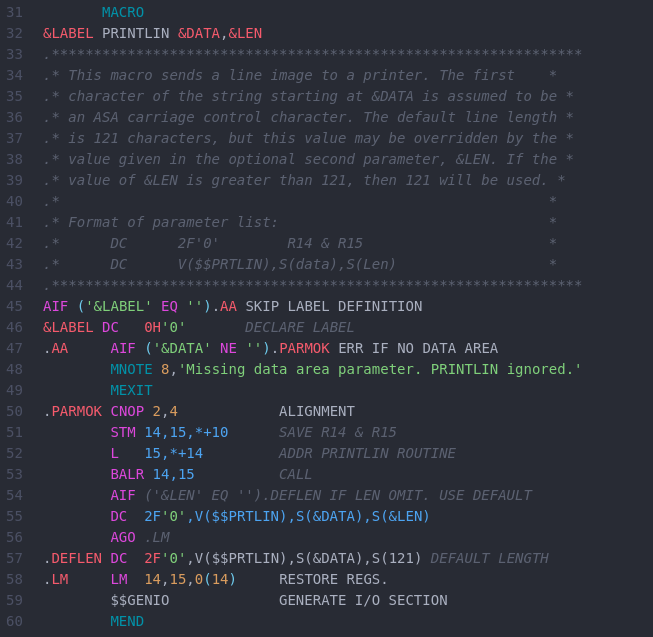 31         MACRO
32  &LABEL PRINTLIN &DATA,&LEN
33  .***************************************************************
34  .* This macro sends a line image to a printer. The first    *
35  .* character of the string starting at &DATA is assumed to be *
36  .* an ASA carriage control character. The default line length *
37  .* is 121 characters, but this value may be overridden by the *
38  .* value given in the optional second parameter, &LEN. If the *
39  .* value of &LEN is greater than 121, then 121 will be used. *
40  .*                                                          *
41  .* Format of parameter list:                                *
42  .*      DC      2F'0'        R14 & R15                      *
43  .*      DC      V($$PRTLIN),S(data),S(Len)                  *
44  .***************************************************************
45  AIF ('&LABEL' EQ '').AA SKIP LABEL DEFINITION
46  &LABEL DC   0H'0'       DECLARE LABEL
47  .AA     AIF ('&DATA' NE '').PARMOK ERR IF NO DATA AREA
48          MNOTE 8,'Missing data area parameter. PRINTLIN ignored.'
49          MEXIT
50  .PARMOK CNOP 2,4            ALIGNMENT
51          STM 14,15,*+10      SAVE R14 & R15
52          L   15,*+14         ADDR PRINTLIN ROUTINE
53          BALR 14,15          CALL
54          AIF ('&LEN' EQ '').DEFLEN IF LEN OMIT. USE DEFAULT
55          DC  2F'0',V($$PRTLIN),S(&DATA),S(&LEN)
56          AGO .LM
57  .DEFLEN DC  2F'0',V($$PRTLIN),S(&DATA),S(121) DEFAULT LENGTH
58  .LM     LM  14,15,0(14)     RESTORE REGS.
59          $$GENIO             GENERATE I/O SECTION
60          MEND